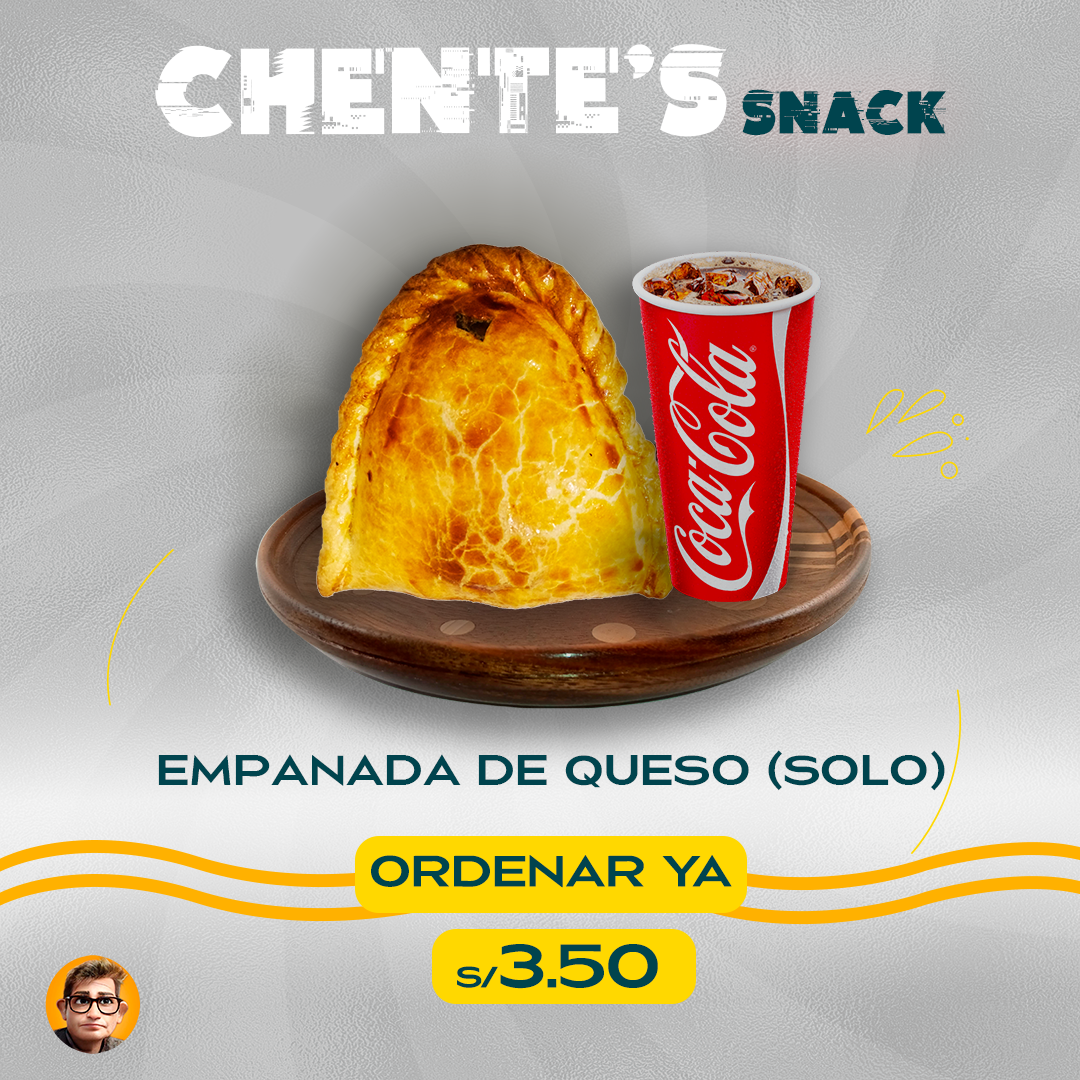 CHENTE'S SNACK
Coca-Cola
EMPANADA DE QUESO (SOLO)
ORDENAR YA
S/3.50